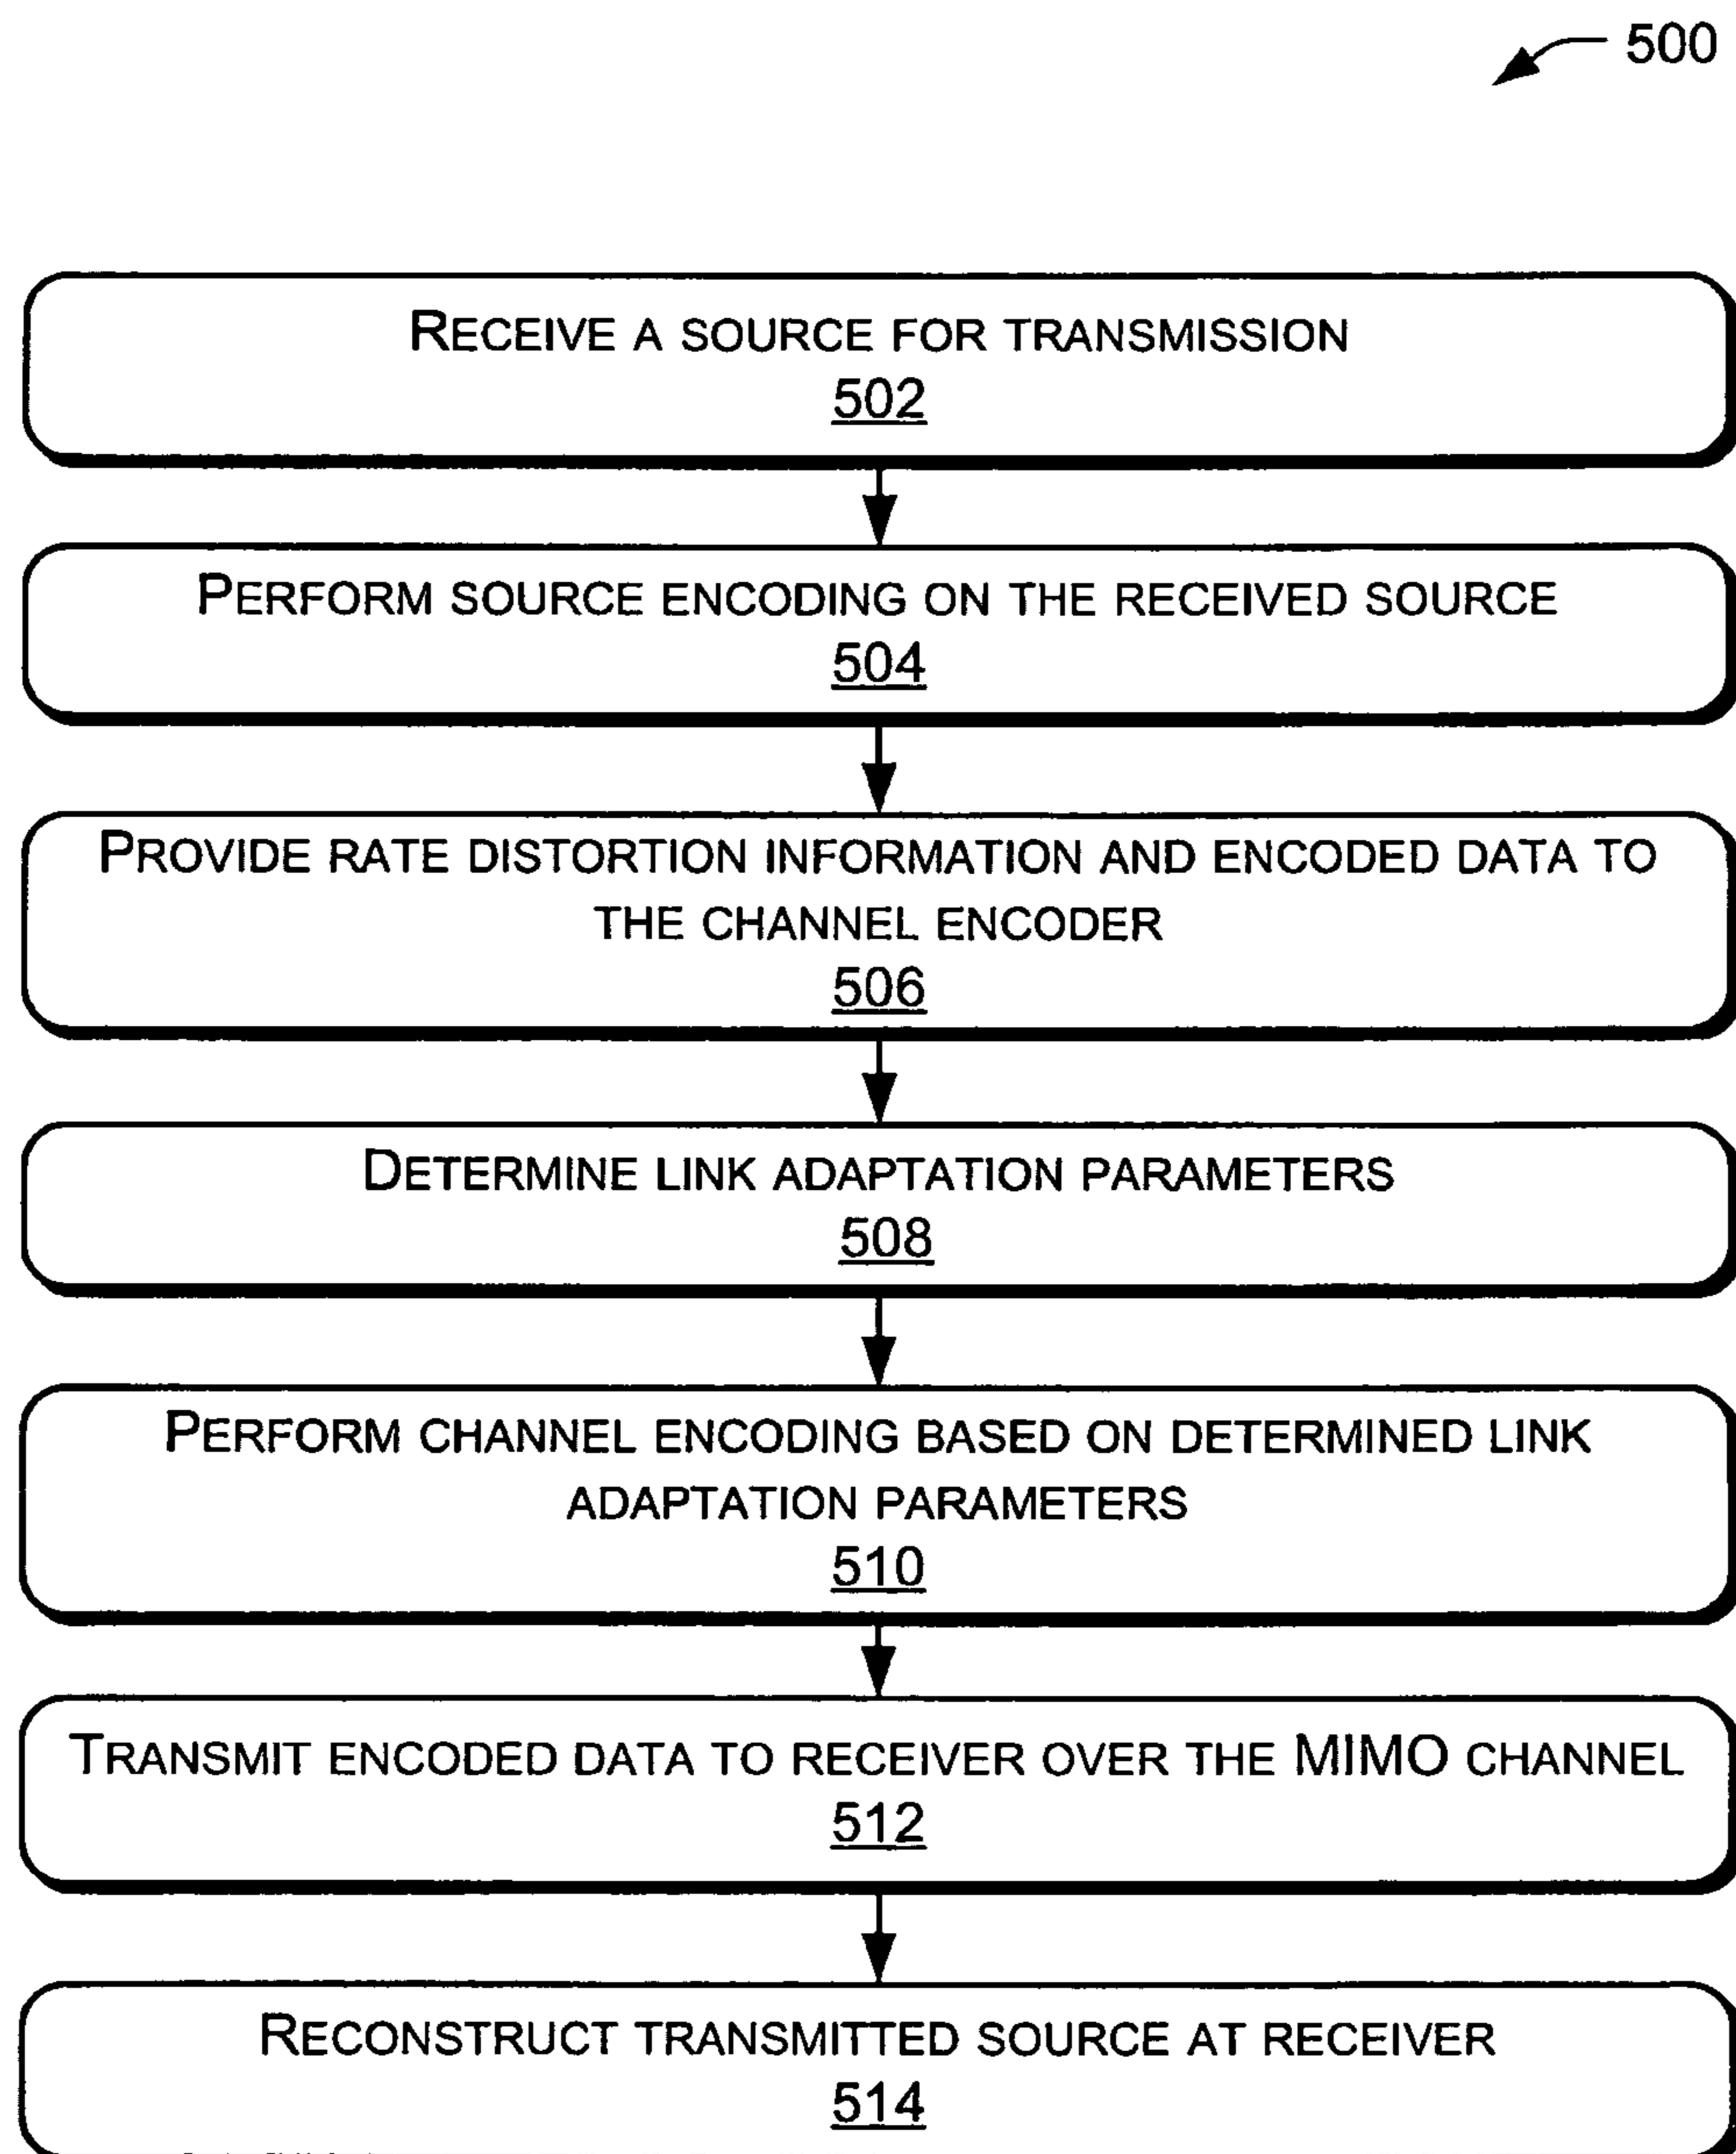 500
RECEIVE A SOURCE FOR TRANSMISSION
502
PERFORM SOURCE ENCODING ON THE RECEIVED SOURCE
504
PROVIDE RATE DISTORTION INFORMATION AND ENCODED DATA TO
THE CHANNEL ENCODER
506
DETERMINE LINK ADAPTATION PARAMETERS
508
PERFORM CHANNEL ENCODING BASED ON DETERMINED LINK
ADAPTATION PARAMETERS
510
TRANSMIT ENCODED DATA TO RECEIVER OVER THE MIMO CHANNEL
512
RECONSTRUCT TRANSMITTED SOURCE AT RECEIVER
514